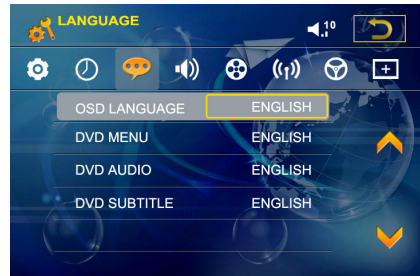 LANGUAGE
10
OSD LANGUAGE ENGLISH
DVD MENU ENGLISH
DVD AUDIO ENGLISH
DVD SUBTITLE ENGLISH